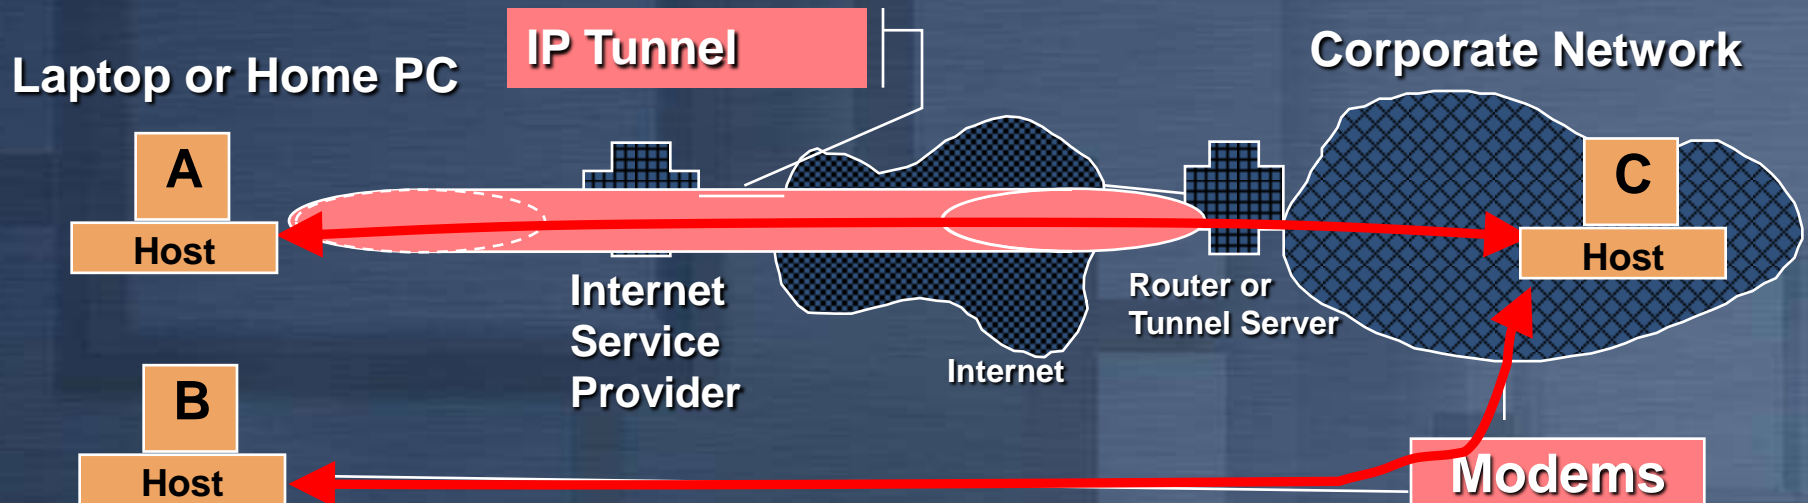 IP Tunnel
Corporate Network
Laptop or Home PC
A
C
Host
Host
Internet
Service
Provider
Router or
Tunnel Server
Internet
B
Host
Modems